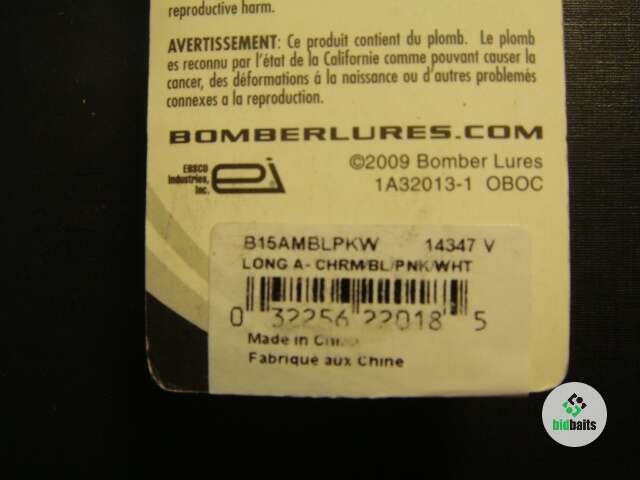 reproductive harm.
AVERTISSEMENT: Ce produit contient du plomb. Le plomb
es reconnu par l'état de la Californie comme pouvant causer la
cancer, des déformations á la naissance ou d'autres problemés
connexes a la reproduction.
BOMBERLURES.COM
EBSCO
Industries,
Inc.
ei
©2009 Bomber Lures
1A32013-1 OBOC
B15AMBLPKW 14347 V
LONG A- CHRM/BL/PNK/WHT
0 32256 22018 5
Made in China
Fabrique aux Chine
bidbaits